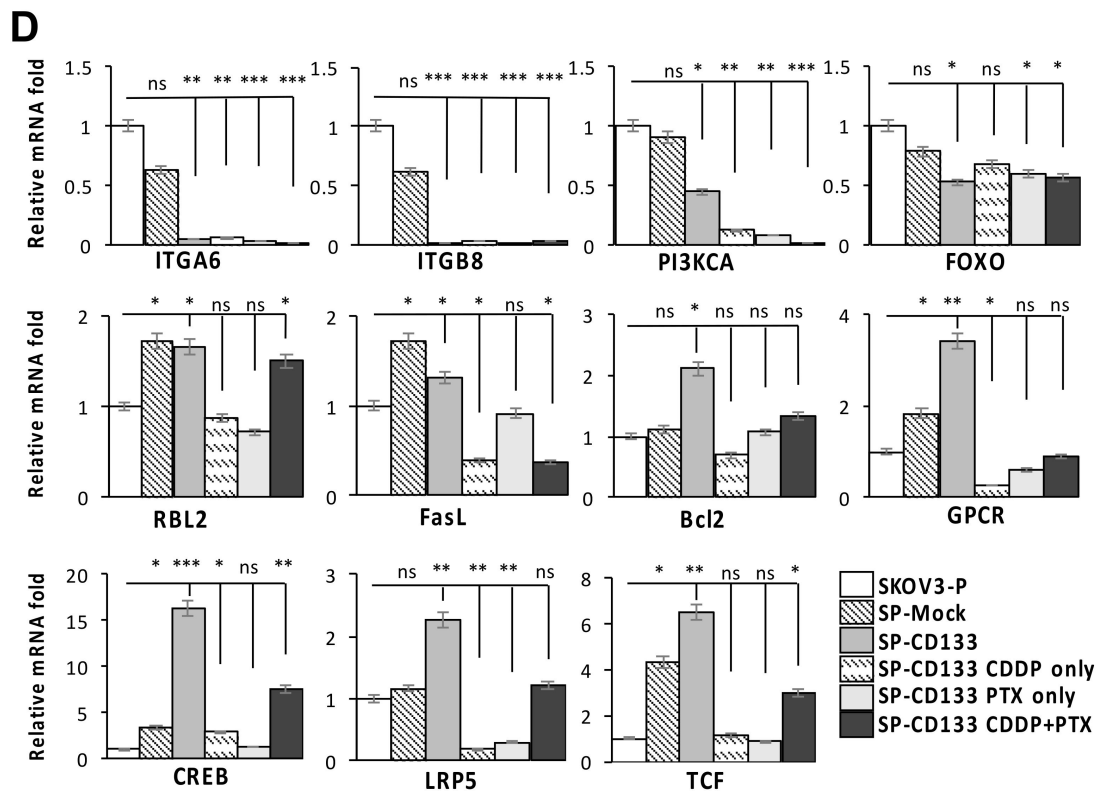 D
Relative mRNA fold
1.5
1
0.5
0
ns ** ** *** ***
ITGA6
1.5
1
0.5
0
ns *** *** *** ***
ITGB8
1.5
1
0.5
0
ns * ** ** ***
PI3KCA
1.5
1
0.5
0
ns * ns * *
FOXO
Relative mRNA fold
2
1
0
* * ns ns *
RBL2
2
1
0
* * * ns *
FasL
3
2
1
0
ns * ns ns ns
Bcl2
4
2
0
* ** * ns ns
GPCR
Relative mRNA fold
20
15
10
5
0
* *** * ns **
CREB
3
2
1
0
ns ** ** ** ns
LRP5
8
6
4
2
0
* ** ns ns *
TCF
SKOV3-P
SP-Mock
SP-CD133
SP-CD133 CDDP only
SP-CD133 PTX only
SP-CD133 CDDP+PTX